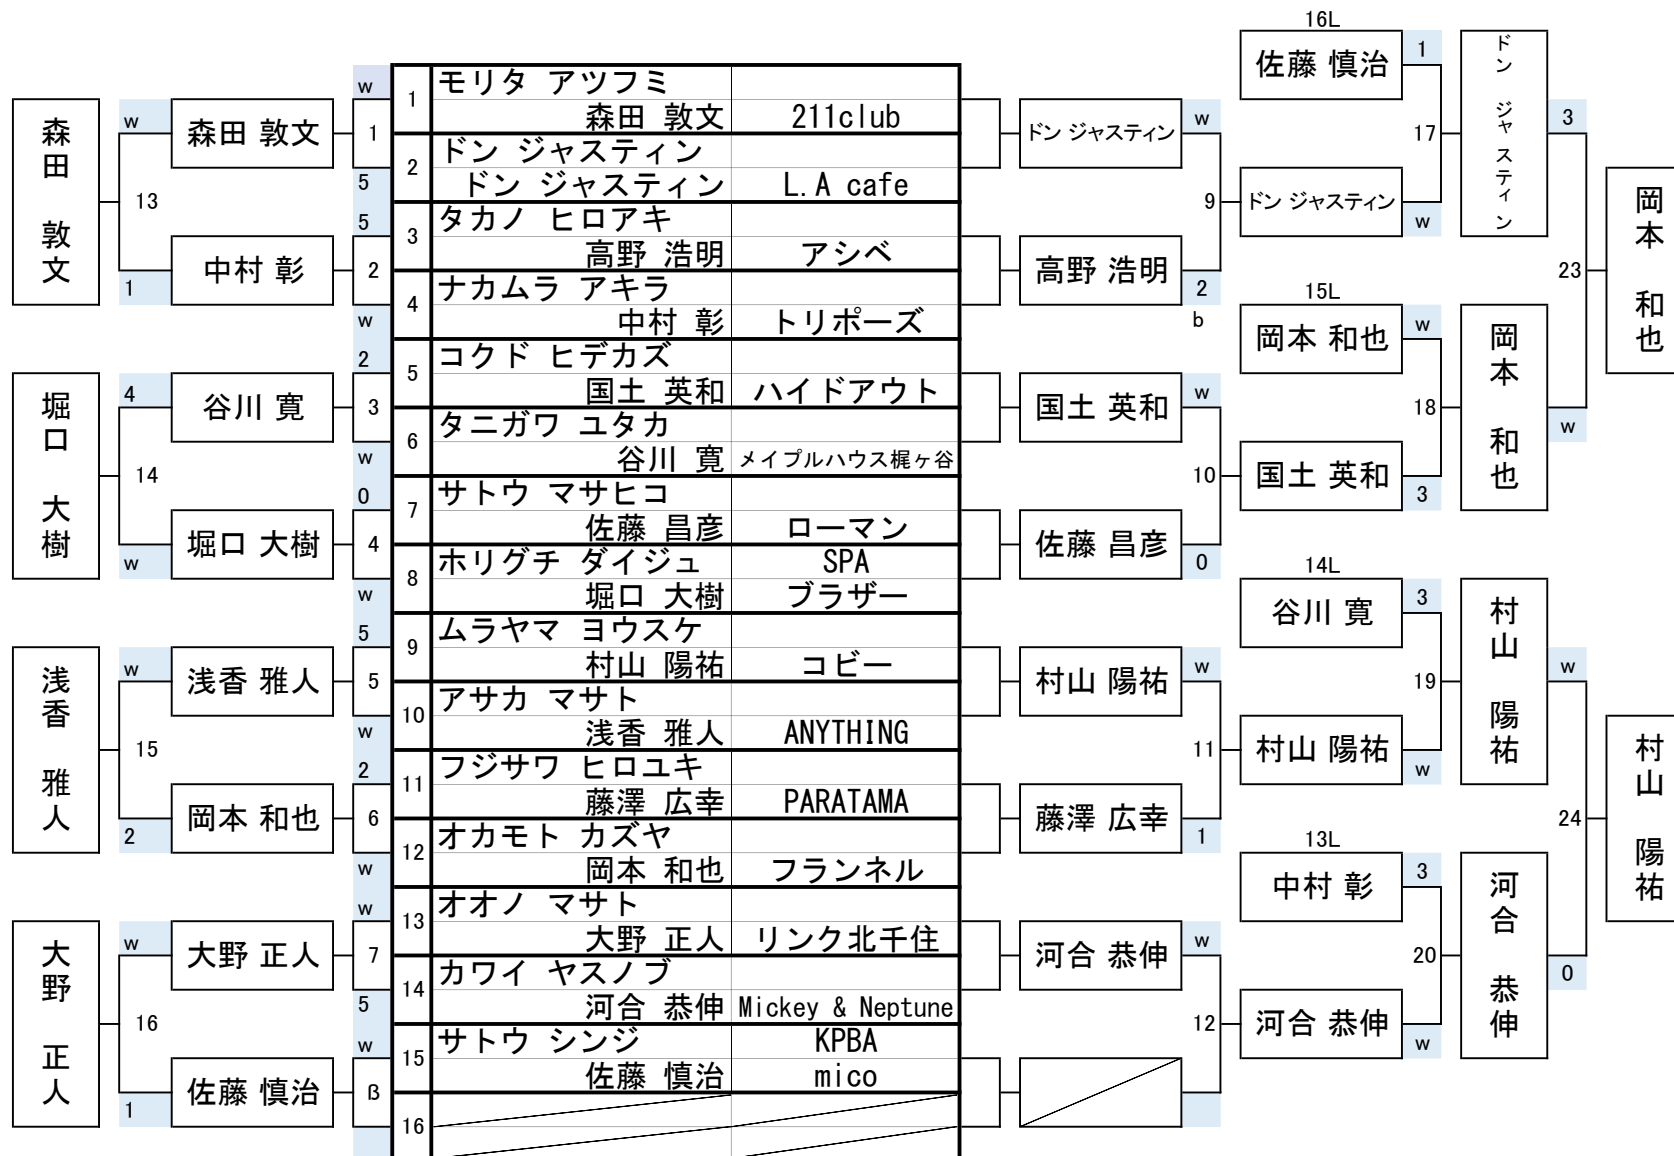 16L
佐藤 慎治
1
17
ドン ジャスティン
w
ドン ジャスティン
3
23
岡本 和也
15L
岡本 和也
w
18
岡本 和也
w
国土 英和
3
14L
谷川 寛
3
19
村山 陽祐
w
村山 陽祐
w
24
村山 陽祐
13L
中村 彰
3
20
河合 恭伸
0
河合 恭伸
w
森田 敦文
w
13
1
森田 敦文
中村 彰
w
1
5
5
2
w
堀口 大樹
4
14
w
谷川 寛
堀口 大樹
2
3
w
0
4
w
浅香 雅人
w
15
2
浅香 雅人
岡本 和也
5
5
w
2
6
w
大野 正人
w
16
1
大野 正人
佐藤 慎治
w
7
5
w
ß
1 モリタ アツフミ
森田 敦文 211club
2 ドン ジャスティン
ドン ジャスティン L.A cafe
3 タカノ ヒロアキ
高野 浩明 アシベ
4 ナカムラ アキラ
中村 彰 トリポーズ
5 コクド ヒデカズ
国土 英和 ハイドアウト
6 タニガワ ユタカ
谷川 寛 メイプルハウス梶ヶ谷
7 サトウ マサヒコ
佐藤 昌彦 ローマン
8 ホリグチ ダイジュ SPA
堀口 大樹 ブラザー
9 ムラヤマ ヨウスケ
村山 陽祐 コビー
10 アサカ マサト
浅香 雅人 ANYTHING
11 フジサワ ヒロユキ
藤澤 広幸 PARATAMA
12 オカモト カズヤ
岡本 和也 フランネル
13 オオノ マサト
大野 正人 リンク北千住
14 カワイ ヤスノブ
河合 恭伸 Mickey & Neptune
15 サトウ シンジ KPBA
佐藤 慎治 mico
16
ドン ジャスティン
w
9
高野 浩明
2
b
国土 英和
w
10
佐藤 昌彦
0
村山 陽祐
w
11
藤澤 広幸
1
河合 恭伸
w
12